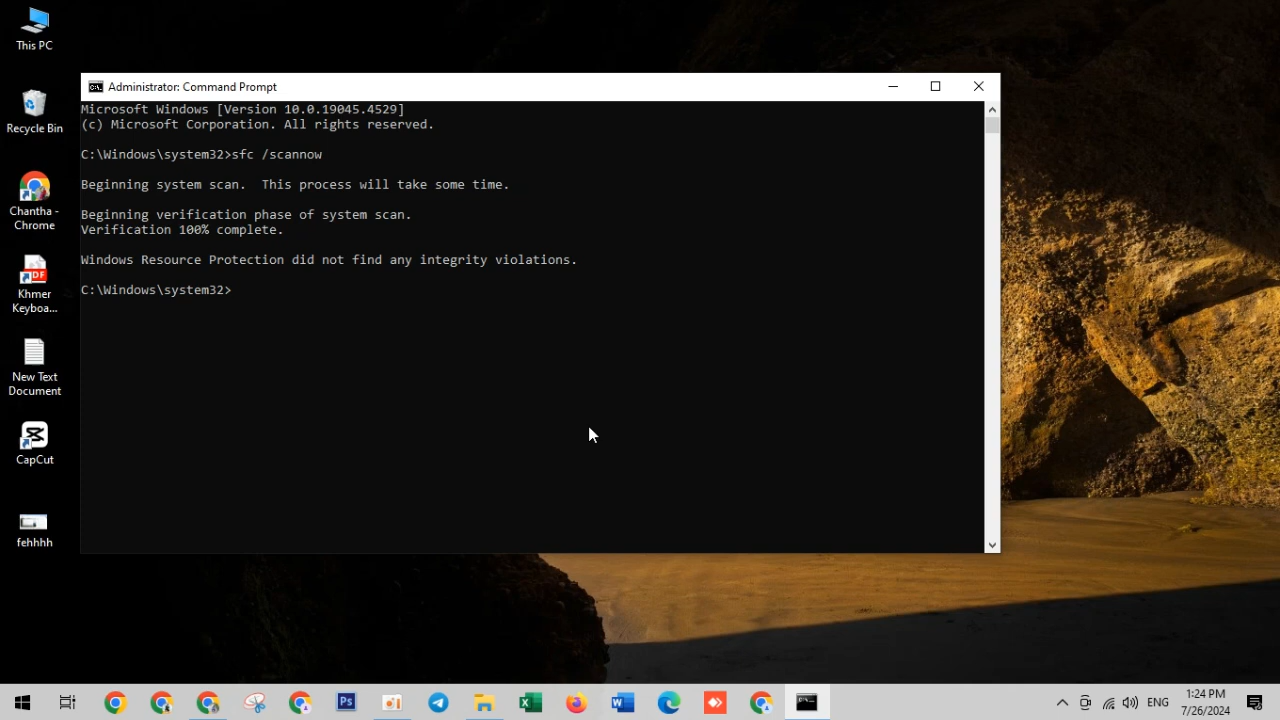 This PC
Recycle Bin
Chantha -
Chrome
Khmer
Keyboa...
New Text
Document
CapCut
fehhhh
Administrator: Command Prompt
Microsoft Windows [Version 10.0.19045.4529]
(c) Microsoft Corporation. All rights reserved.
C:\Windows\system32>sfc /scannow
Beginning system scan.  This process will take some time.
Beginning verification phase of system scan.
Verification 100% complete.
Windows Resource Protection did not find any integrity violations.
C:\Windows\system32>
ENG
1:24 PM
7/26/2024